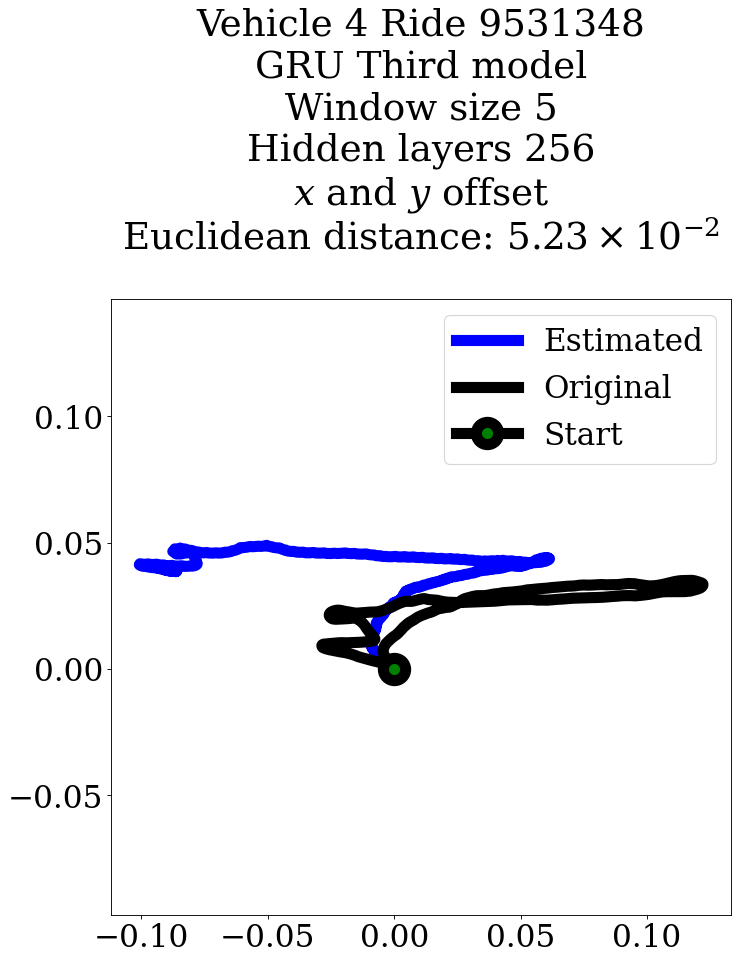 Vehicle 4 Ride 9531348
GRU Third model
Window size 5
Hidden layers 256
x and y offset
Euclidean distance: 5.23 × 10⁻²
Estimated
Original
Start
0.10
0.05
0.00
−0.05
−0.10 −0.05 0.00 0.05 0.10